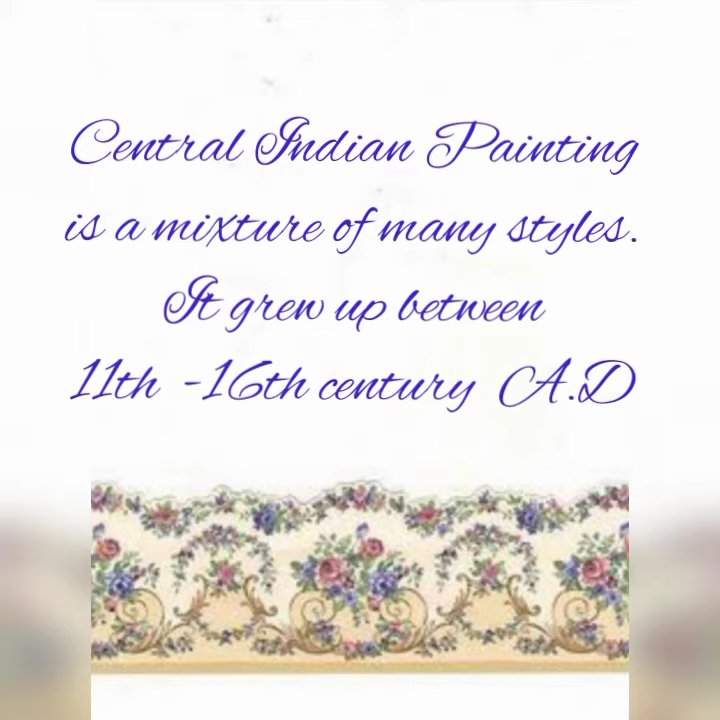 Central Indian Painting
is a mixture of many styles.
It grew up between
11th -16th century A.D